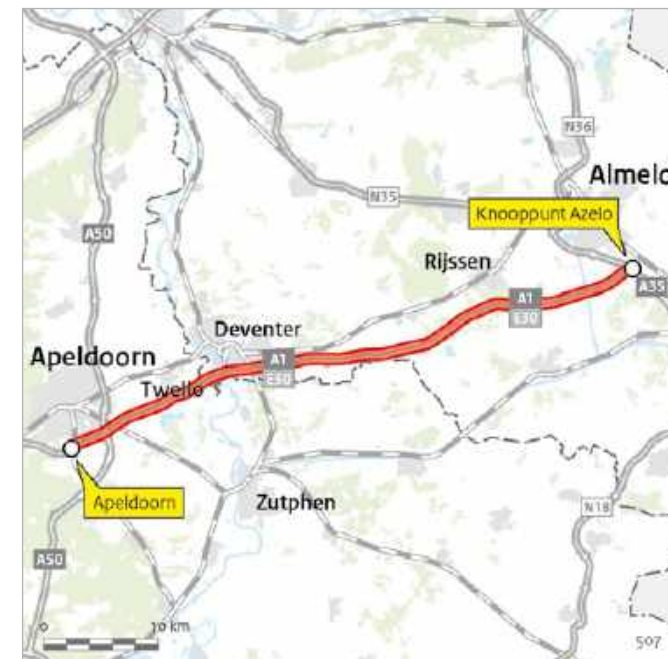 N36
Almelo
N35
Knooppunt Azelo
A50
Rijssen
A35
A1
E30
Deventer
Apeldoorn
A1
E30
Twello
Apeldoorn
Zutphen
N18
A50
0
10 km
507